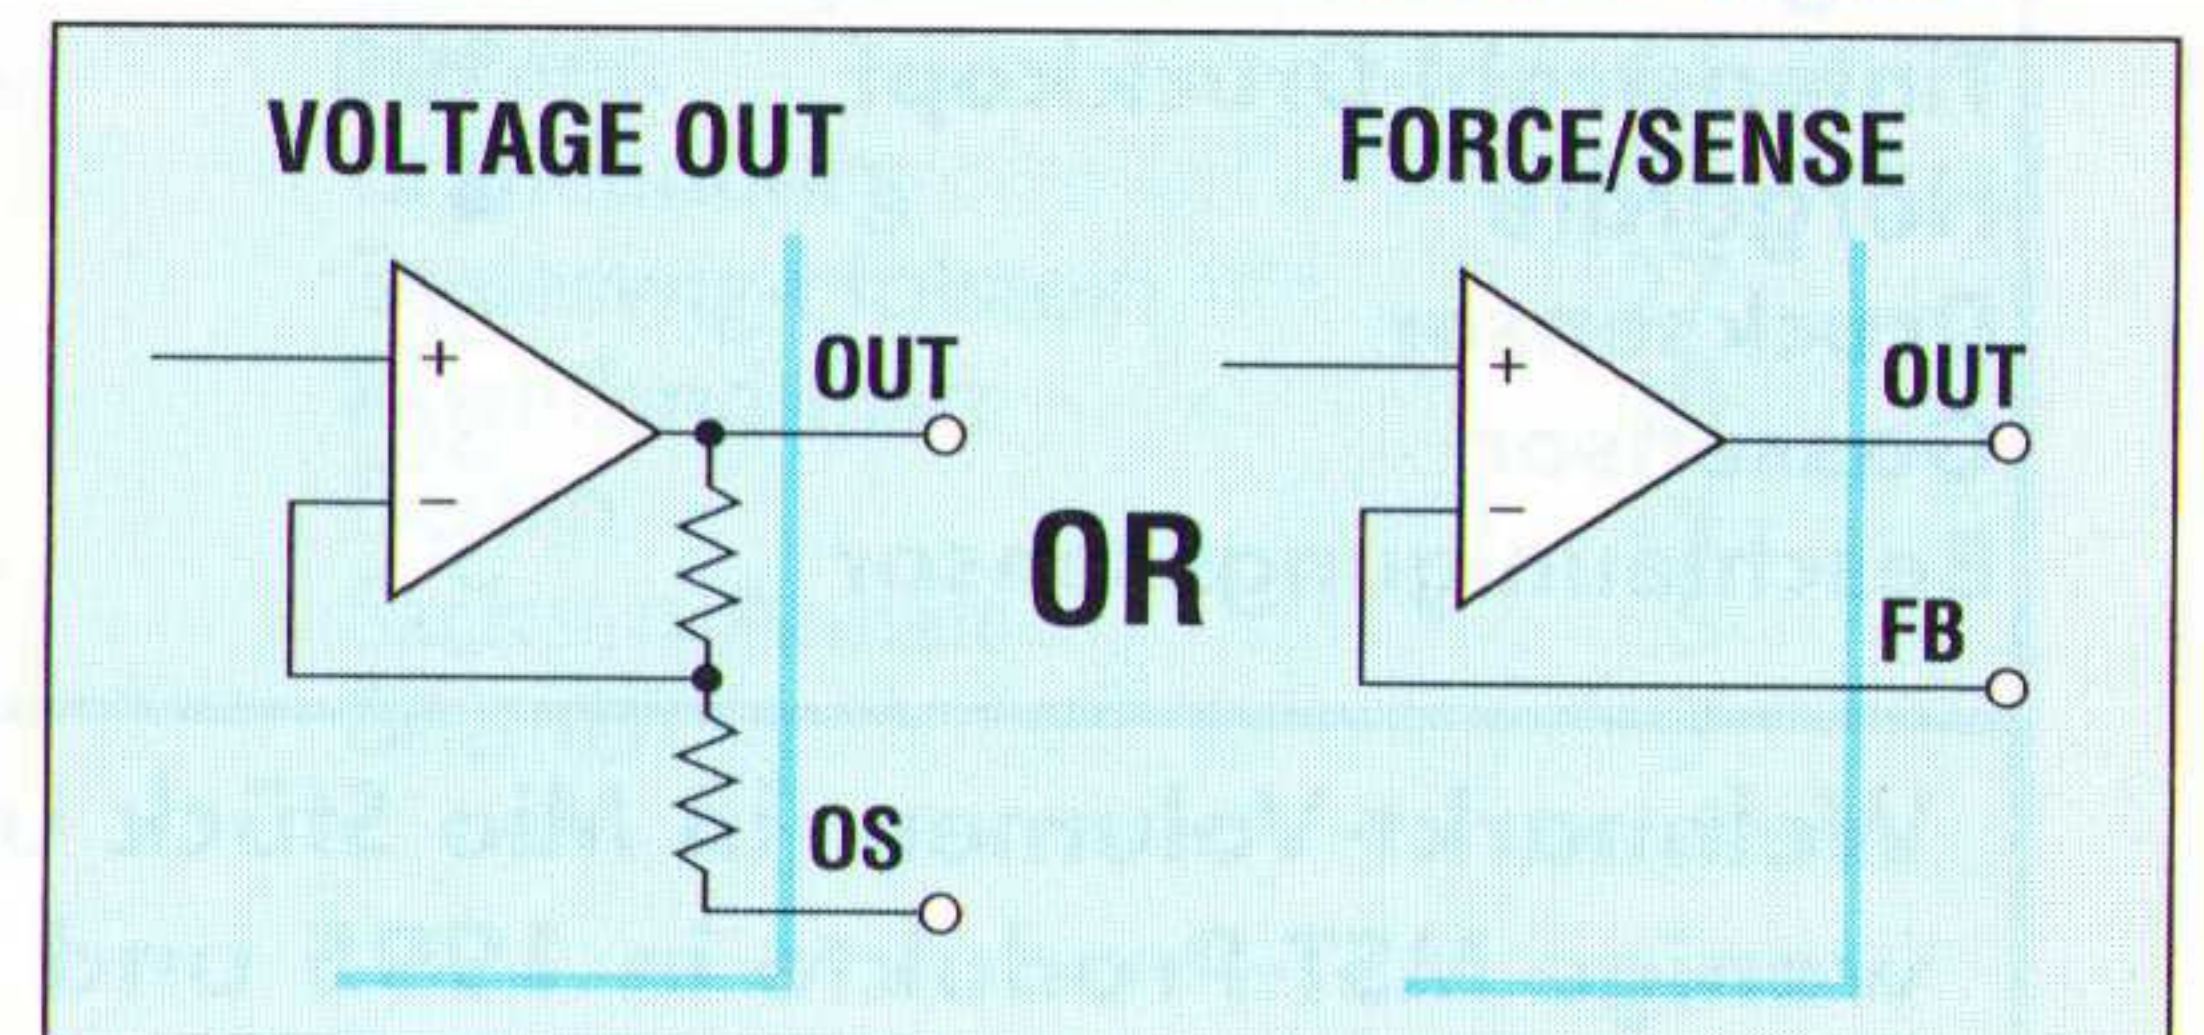 VOLTAGE OUT
FORCE/SENSE
+
OUT
−
OS
OR
+
OUT
−
FB